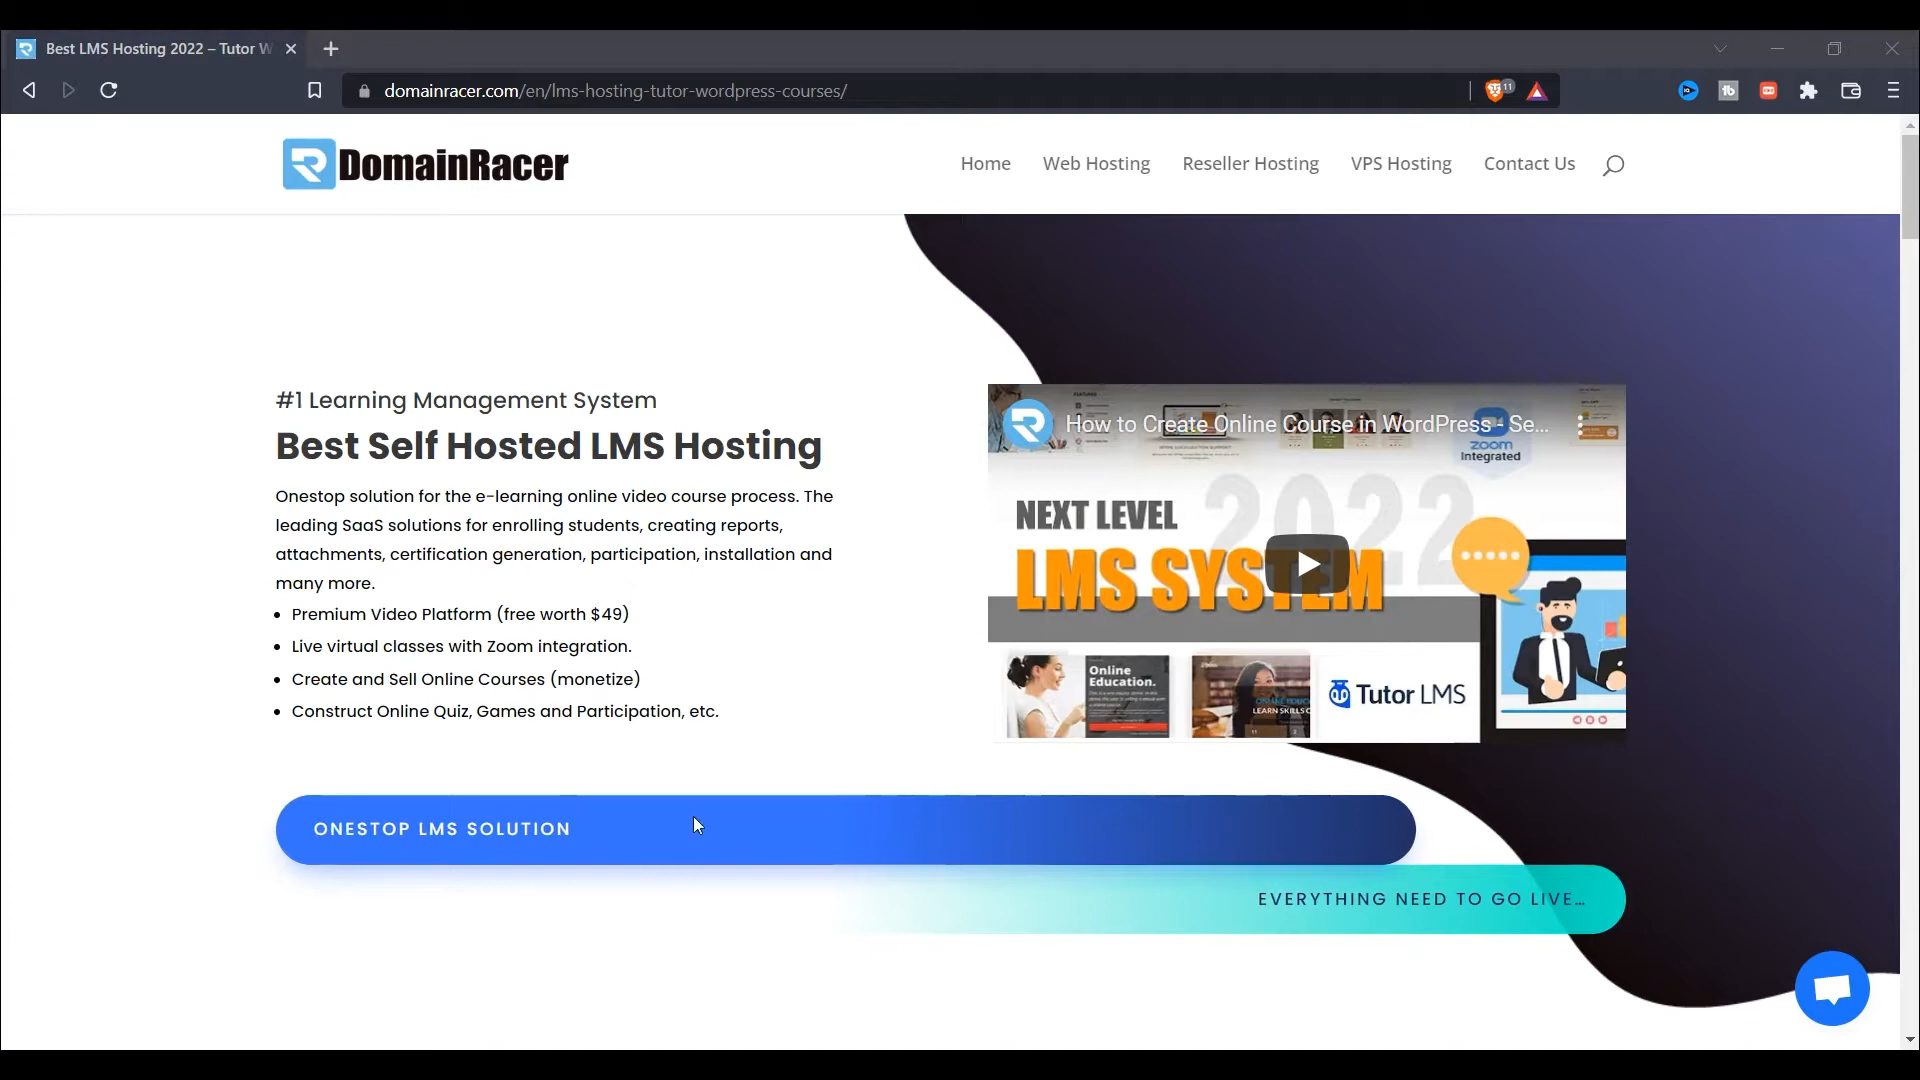 Best LMS Hosting 2022 – Tutor W
domainracer.com/en/lms-hosting-tutor-wordpress-courses/
11
DomainRacer
Home
Web Hosting
Reseller Hosting
VPS Hosting
Contact Us
#1 Learning Management System
Best Self Hosted LMS Hosting
Onestop solution for the e-learning online video course process. The
leading SaaS solutions for enrolling students, creating reports,
attachments, certification generation, participation, installation and
many more.
• Premium Video Platform (free worth $49)
• Live virtual classes with Zoom integration.
• Create and Sell Online Courses (monetize)
• Construct Online Quiz, Games and Participation, etc.
How to Create Online Course in WordPress - Se...
zoom
Integrated
2022
NEXT LEVEL
LMS SYSTEM
Online
Education.
LEARN SKILLS
Tutor LMS
ONESTOP LMS SOLUTION
EVERYTHING NEED TO GO LIVE...